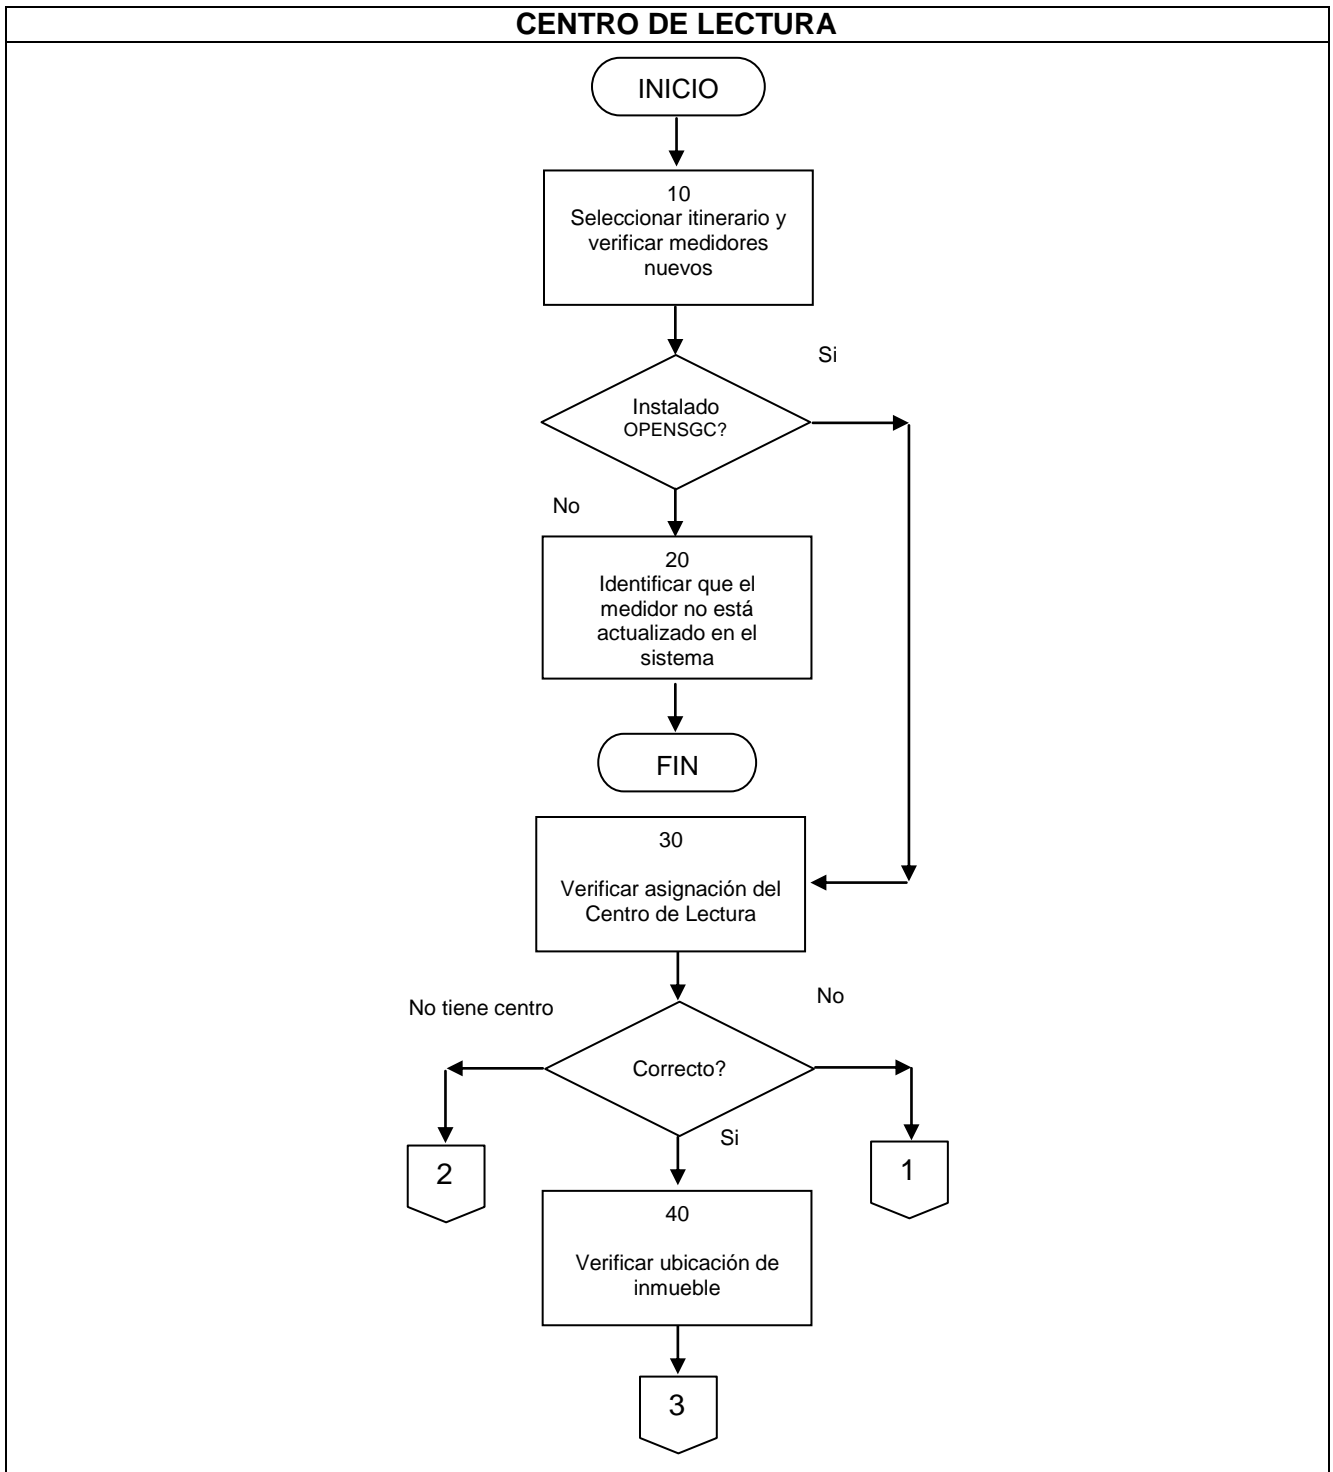 CENTRO DE LECTURA
INICIO
10
Seleccionar itinerario y
verificar medidores
nuevos
Si
Instalado
OPENSGC?
No
20
Identificar que el
medidor no está
actualizado en el
sistema
FIN
30
Verificar asignación del
Centro de Lectura
No tiene centro
No
Correcto?
Si
2
1
40
Verificar ubicación de
inmueble
3